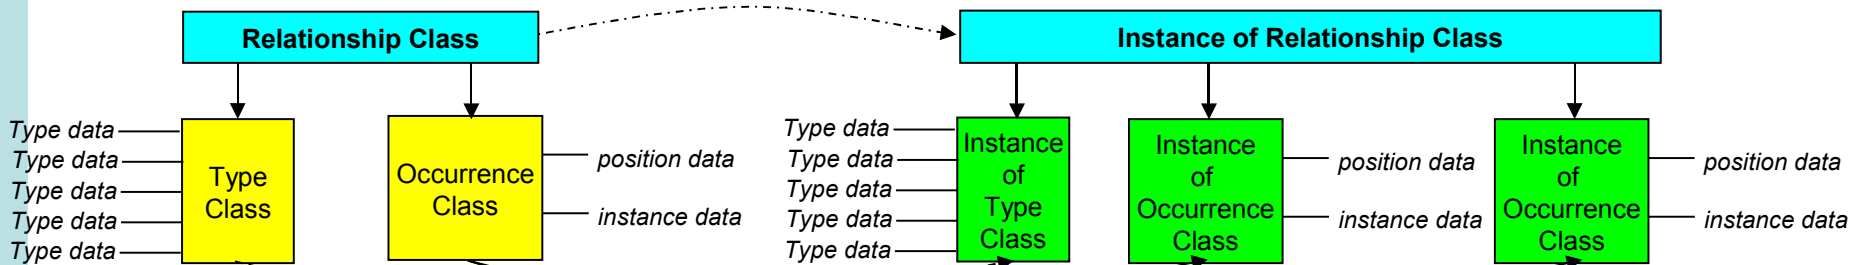 Relationship Class
Instance of Relationship Class
Type data
Type data
Type data
Type data
Type data
Type
Class
Occurrence
Class
position data
instance data
Type data
Type data
Type data
Type data
Type data
Instance
of
Type
Class
Instance
of
Occurrence
Class
position data
instance data
Instance
of
Occurrence
Class
position data
instance data